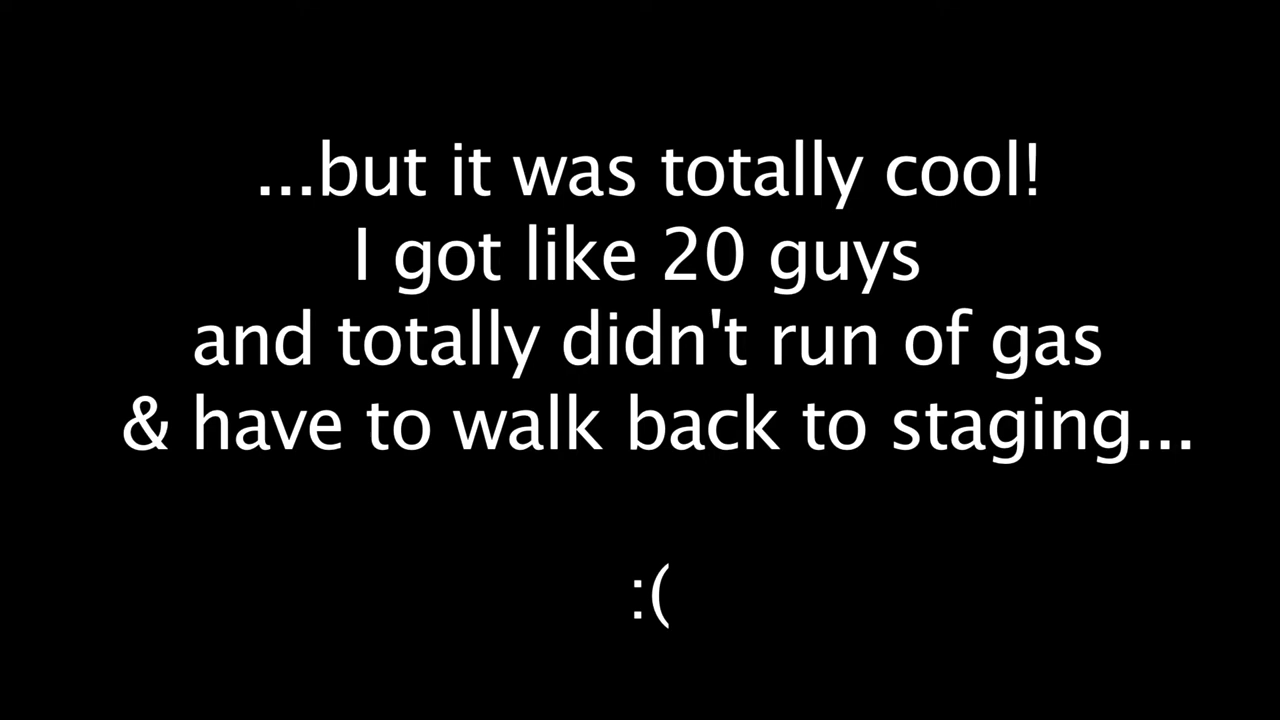 ...but it was totally cool!
I got like 20 guys
and totally didn't run of gas
& have to walk back to staging...
:(